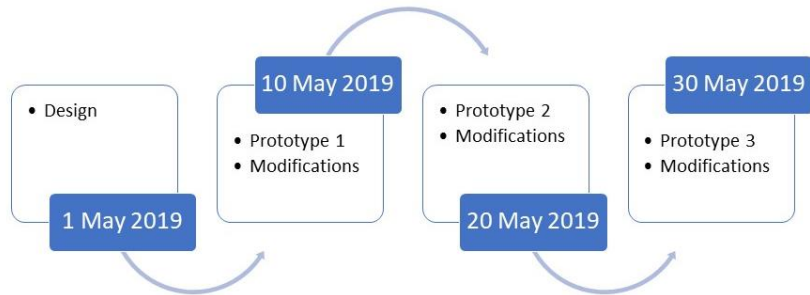 • Design
1 May 2019
10 May 2019
• Prototype 1
• Modifications
• Prototype 2
• Modifications
20 May 2019
30 May 2019
• Prototype 3
• Modifications